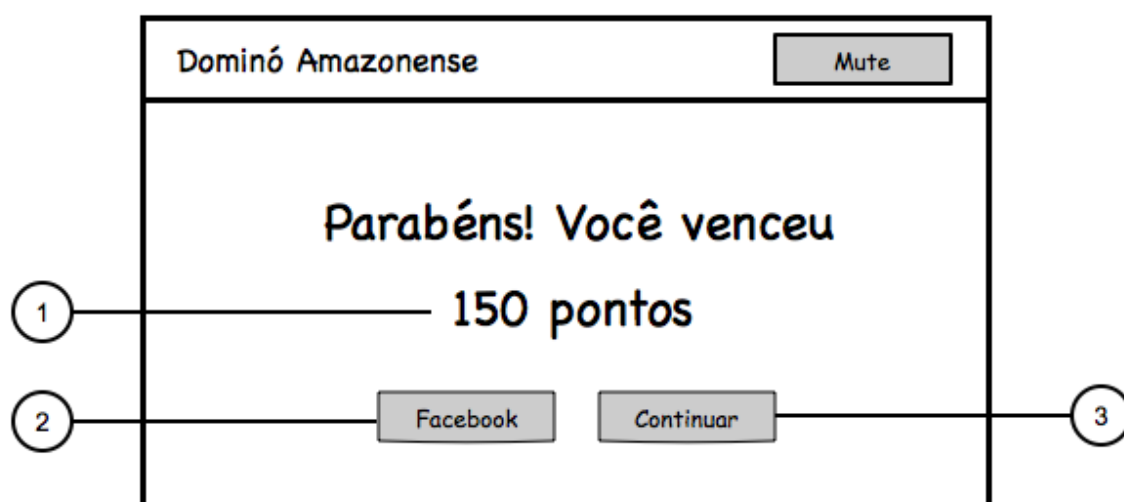 Dominó Amazonense
Mute
Parabéns! Você venceu
1
150 pontos
2
Facebook
Continuar
3